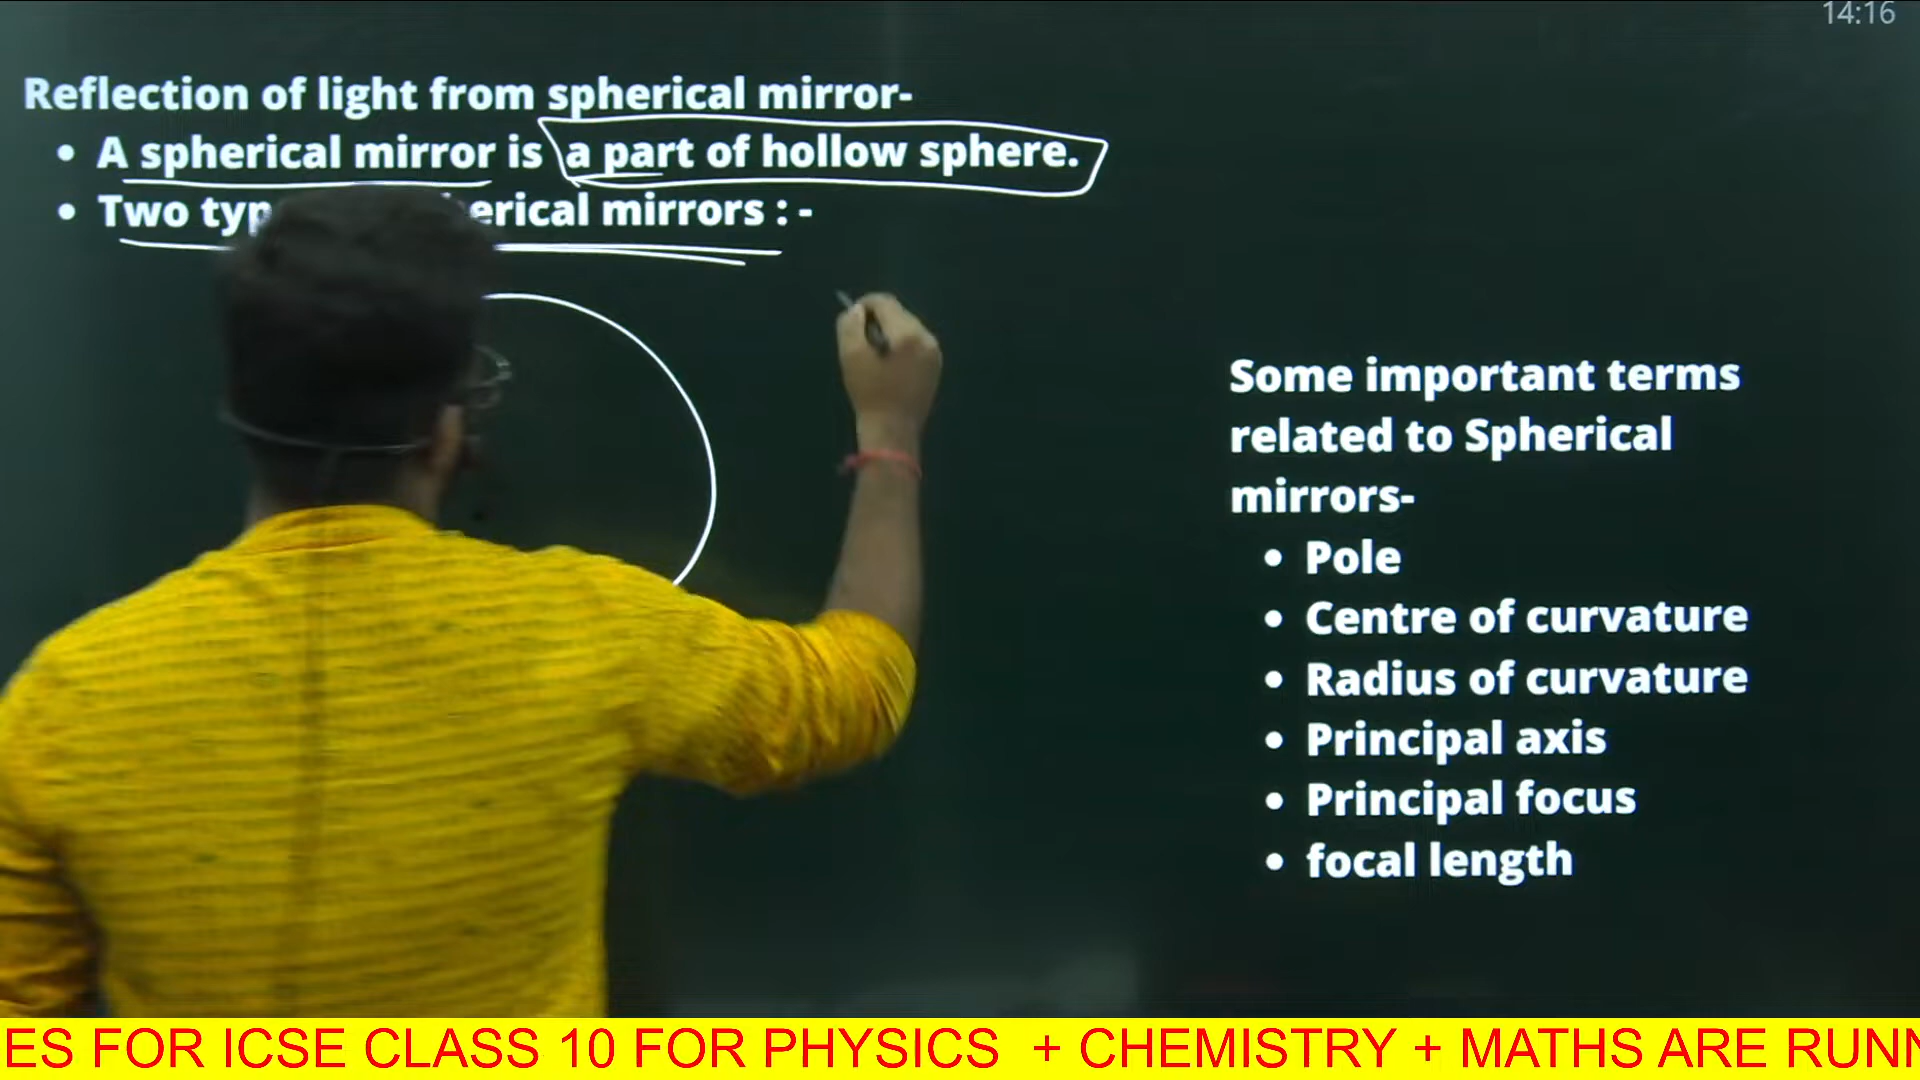 14:16
Reflection of light from spherical mirror-
• A spherical mirror is a part of hollow sphere.
• Two typ erical mirrors : -
Some important terms
related to Spherical
mirrors-
• Pole
• Centre of curvature
• Radius of curvature
• Principal axis
• Principal focus
• focal length
ES FOR ICSE CLASS 10 FOR PHYSICS + CHEMISTRY + MATHS ARE RUNN